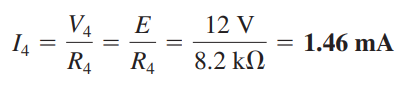 I₄ = V₄/R₄ = E/R₄ = 12 V/8.2 kΩ = 1.46 mA